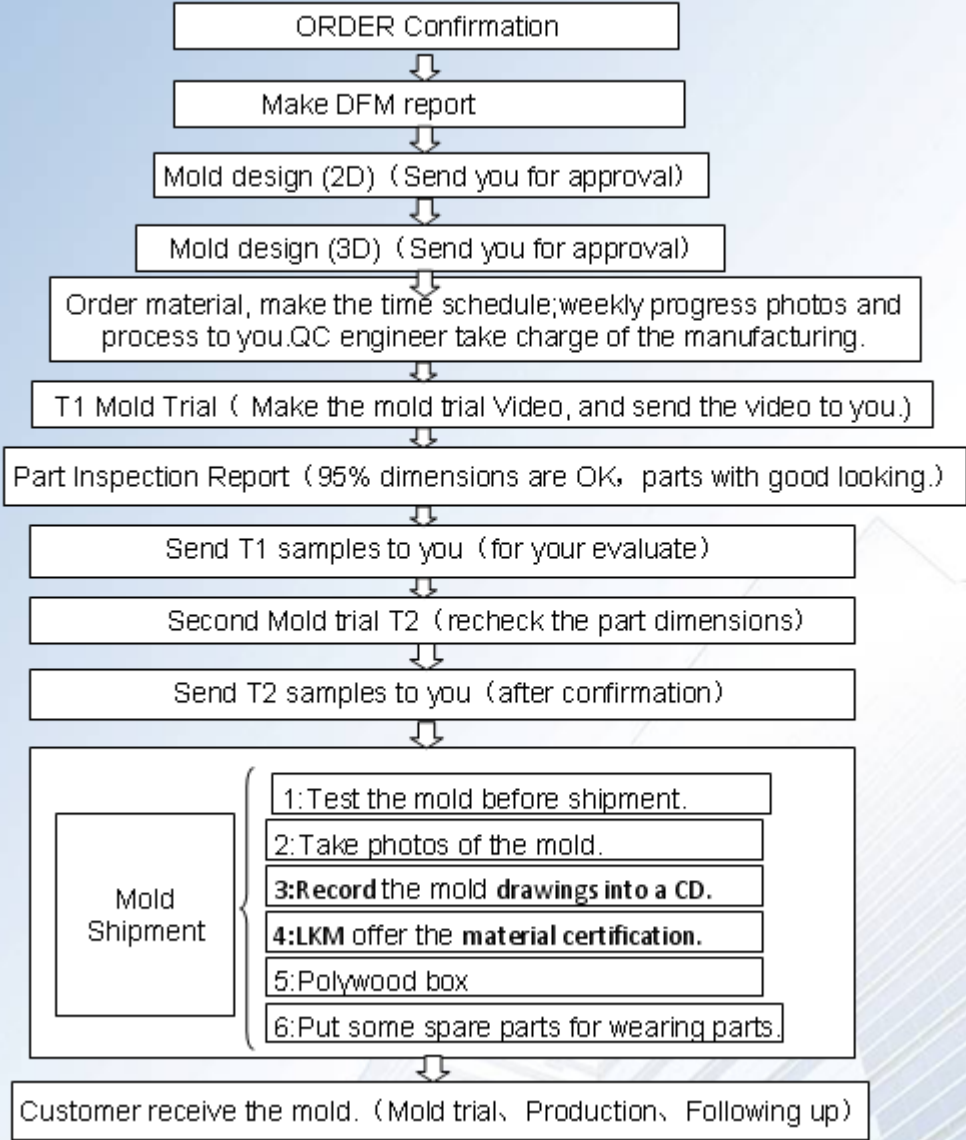 ORDER Confirmation
Make DFM report
Mold design (2D)（Send you for approval）
Mold design (3D)（Send you for approval）
Order material, make the time schedule;weekly progress photos and
process to you.QC engineer take charge of the manufacturing.
T1 Mold Trial（ Make the mold trial Video, and send the video to you.)
Part Inspection Report（95% dimensions are OK，parts with good looking.）
Send T1 samples to you（for your evaluate）
Second Mold trial T2（recheck the part dimensions）
Send T2 samples to you（after confirmation）
Mold
Shipment
1:Test the mold before shipment.
2:Take photos of the mold.
3:Record the mold drawings into a CD.
4:LKM offer the material certification.
5:Polywood box
6:Put some spare parts for wearing parts.
Customer receive the mold.（Mold trial、Production、Following up）